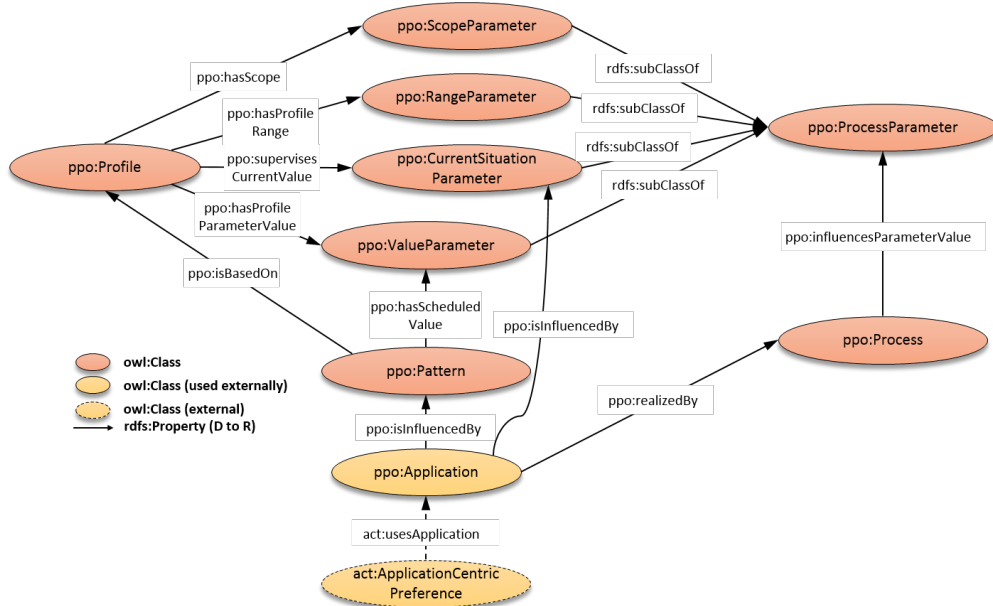 ppo:ScopeParameter
rdfs:subClassOf
ppo:hasScope
ppo:RangeParameter
rdfs:subClassOf
ppo:hasProfile
Range
ppo:ProcessParameter
ppo:Profile
ppo:supervises
CurrentValue
ppo:CurrentSituation
Parameter
rdfs:subClassOf
rdfs:subClassOf
ppo:hasProfile
ParameterValue
ppo:ValueParameter
ppo:influencesParameterValue
ppo:isBasedOn
ppo:hasScheduled
Value
ppo:isInfluencedBy
ppo:Process
ppo:Pattern
owl:Class
owl:Class (used externally)
owl:Class (external)
rdfs:Property (D to R)
ppo:realizedBy
ppo:isInfluencedBy
ppo:Application
act:usesApplication
act:ApplicationCentric
Preference